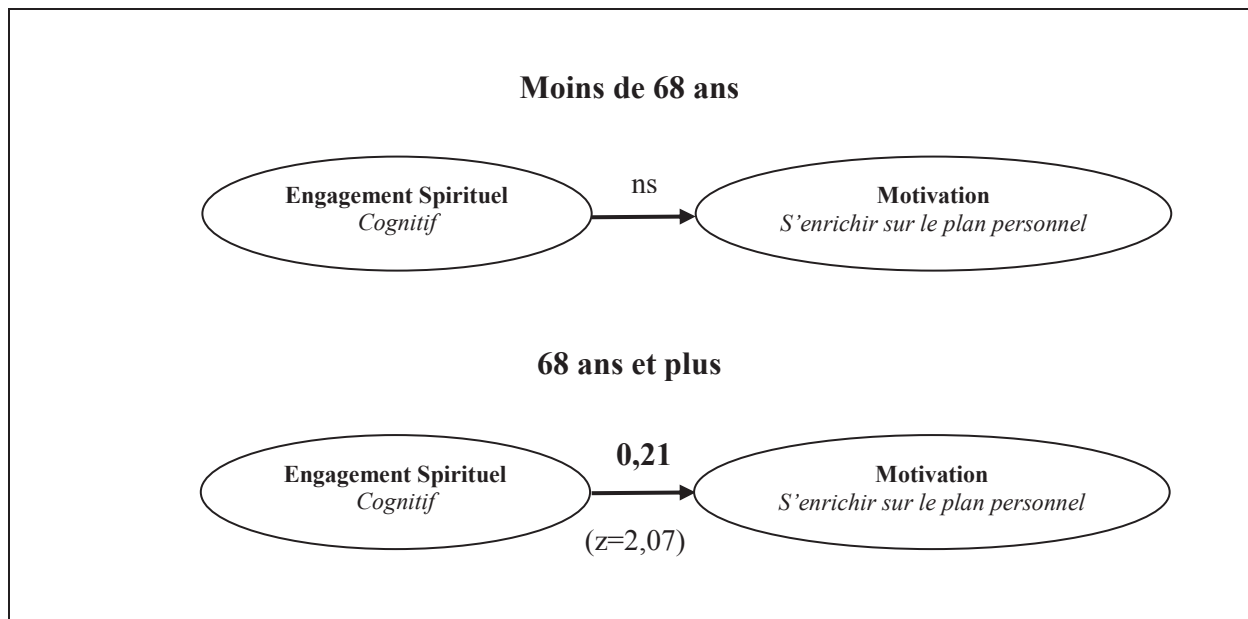 Moins de 68 ans
ns
Engagement Spirituel
Cognitif
Motivation
S’enrichir sur le plan personnel
68 ans et plus
0,21
Engagement Spirituel
Cognitif
Motivation
S’enrichir sur le plan personnel
(z=2,07)